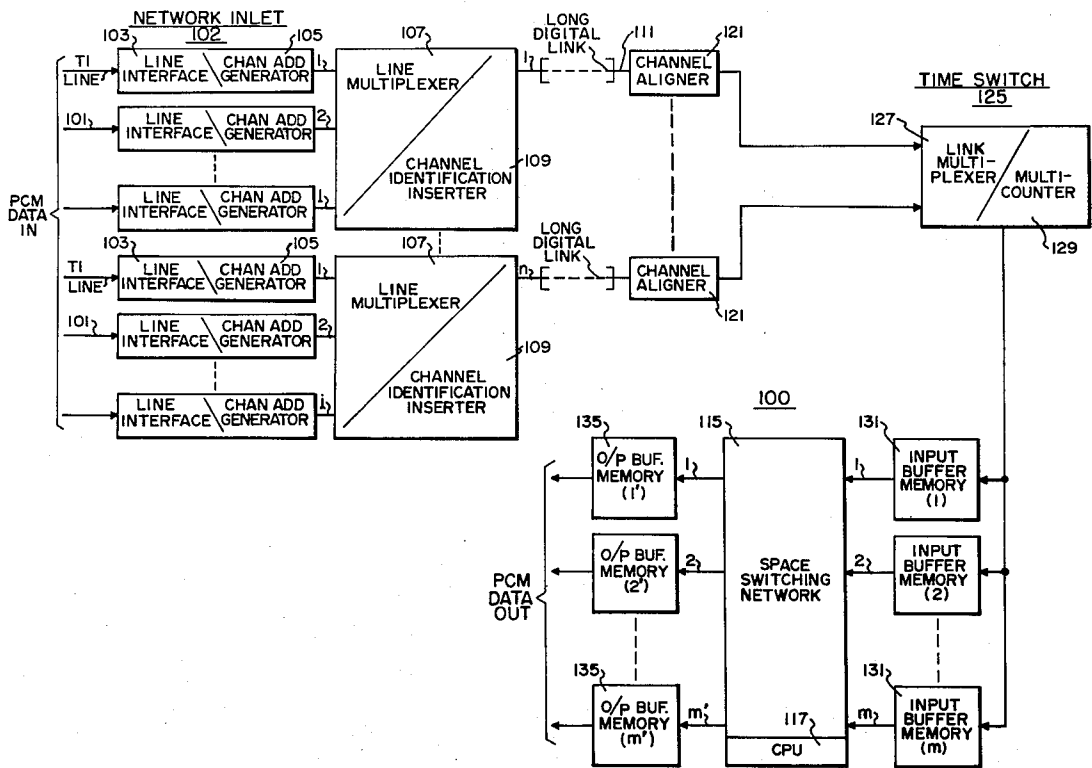 NETWORK INLET
102
103
105
T1
LINE
LINE
INTERFACE
CHAN ADD
GENERATOR
1
101
LINE
INTERFACE
CHAN ADD
GENERATOR
2
LINE
INTERFACE
CHAN ADD
GENERATOR
i
107
LINE
MULTIPLEXER
CHANNEL
IDENTIFICATION
INSERTER
109
1
LONG
DIGITAL
LINK
111
121
CHANNEL
ALIGNER
TIME SWITCH
125
127
LINK
MULTI-
PLEXER
MULTI-
COUNTER
129
PCM
DATA
IN
103
105
T1
LINE
LINE
INTERFACE
CHAN ADD
GENERATOR
1
101
LINE
INTERFACE
CHAN ADD
GENERATOR
2
LINE
INTERFACE
CHAN ADD
GENERATOR
i
107
LINE
MULTIPLEXER
CHANNEL
IDENTIFICATION
INSERTER
109
n
LONG
DIGITAL
LINK
CHANNEL
ALIGNER
121
100
135
O/P BUF.
MEMORY
(1')
1
115
SPACE
SWITCHING
NETWORK
1
131
INPUT
BUFFER
MEMORY
(1)
PCM
DATA
OUT
O/P BUF.
MEMORY
(2')
2
2
INPUT
BUFFER
MEMORY
(2)
135
O/P BUF.
MEMORY
(m')
m'
117
CPU
m
131
INPUT
BUFFER
MEMORY
(m)